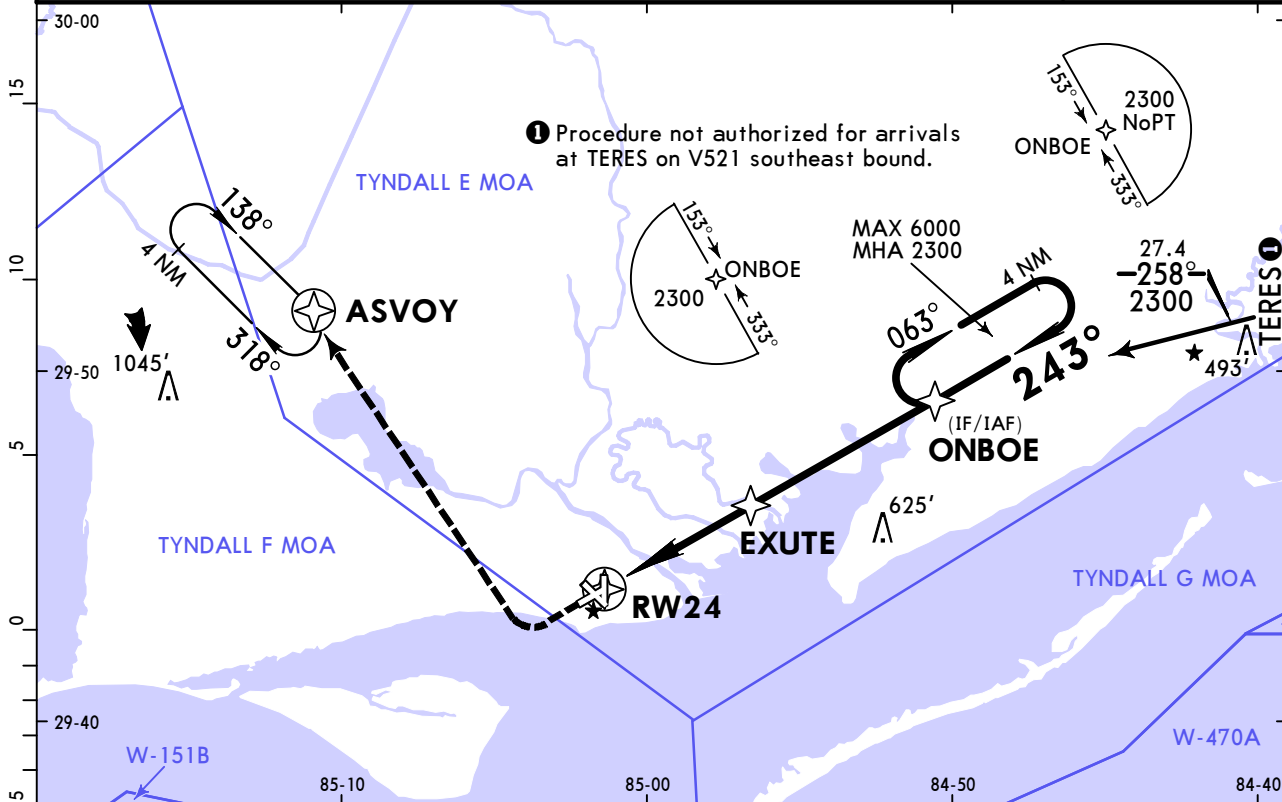 30-00
15
10
29-50
5
0
29-40
5
❶ Procedure not authorized for arrivals
at TERES on V521 southeast bound.
153°
2300
NoPT
ONBOE
333°
TYNDALL E MOA
138°
4 NM
318°
ASVOY
1045'
153°
ONBOE
2300
333°
MAX 6000
MHA 2300
4 NM
063°
243°
27.4
258°
2300
TERES ❶
493'
(IF/IAF)
ONBOE
EXUTE
625'
TYNDALL F MOA
RW24
TYNDALL G MOA
W-151B
W-470A
85-10
85-00
84-50
84-40